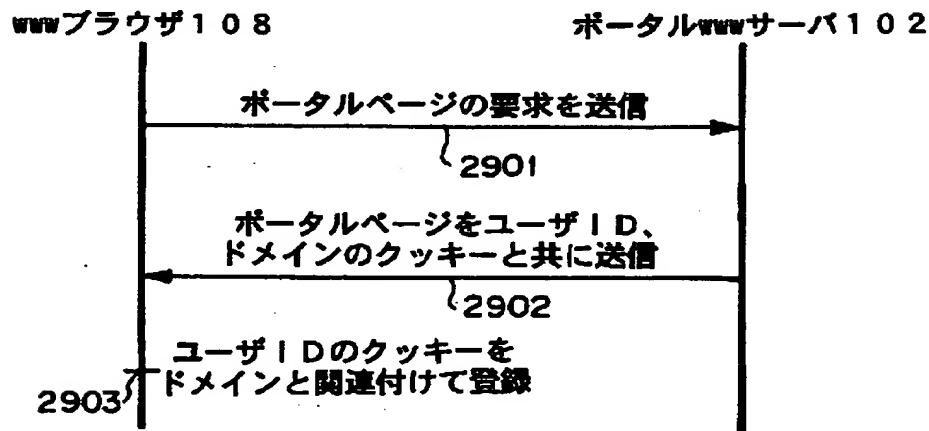 wwwブラウザ108
ポータルwwwサーバ102
ポータルページの要求を送信
2901
ポータルページをユーザID、
ドメインのクッキーと共に送信
2902
ユーザIDのクッキーを
ドメインと関連付けて登録
2903